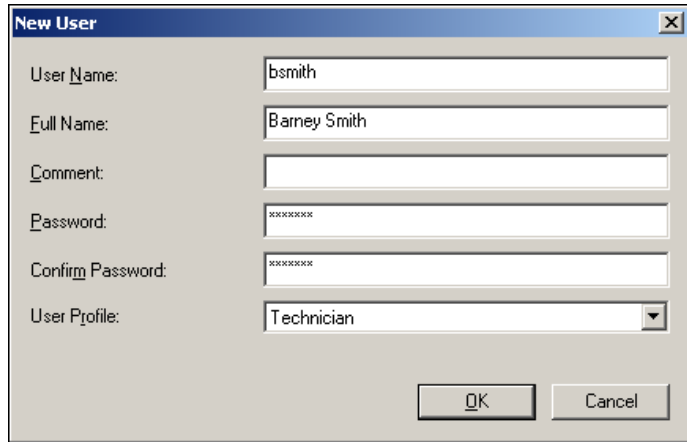 New User
User Name: bsmith
Full Name: Barney Smith
Comment:
Password: *******
Confirm Password: *******
User Profile: Technician
OK Cancel